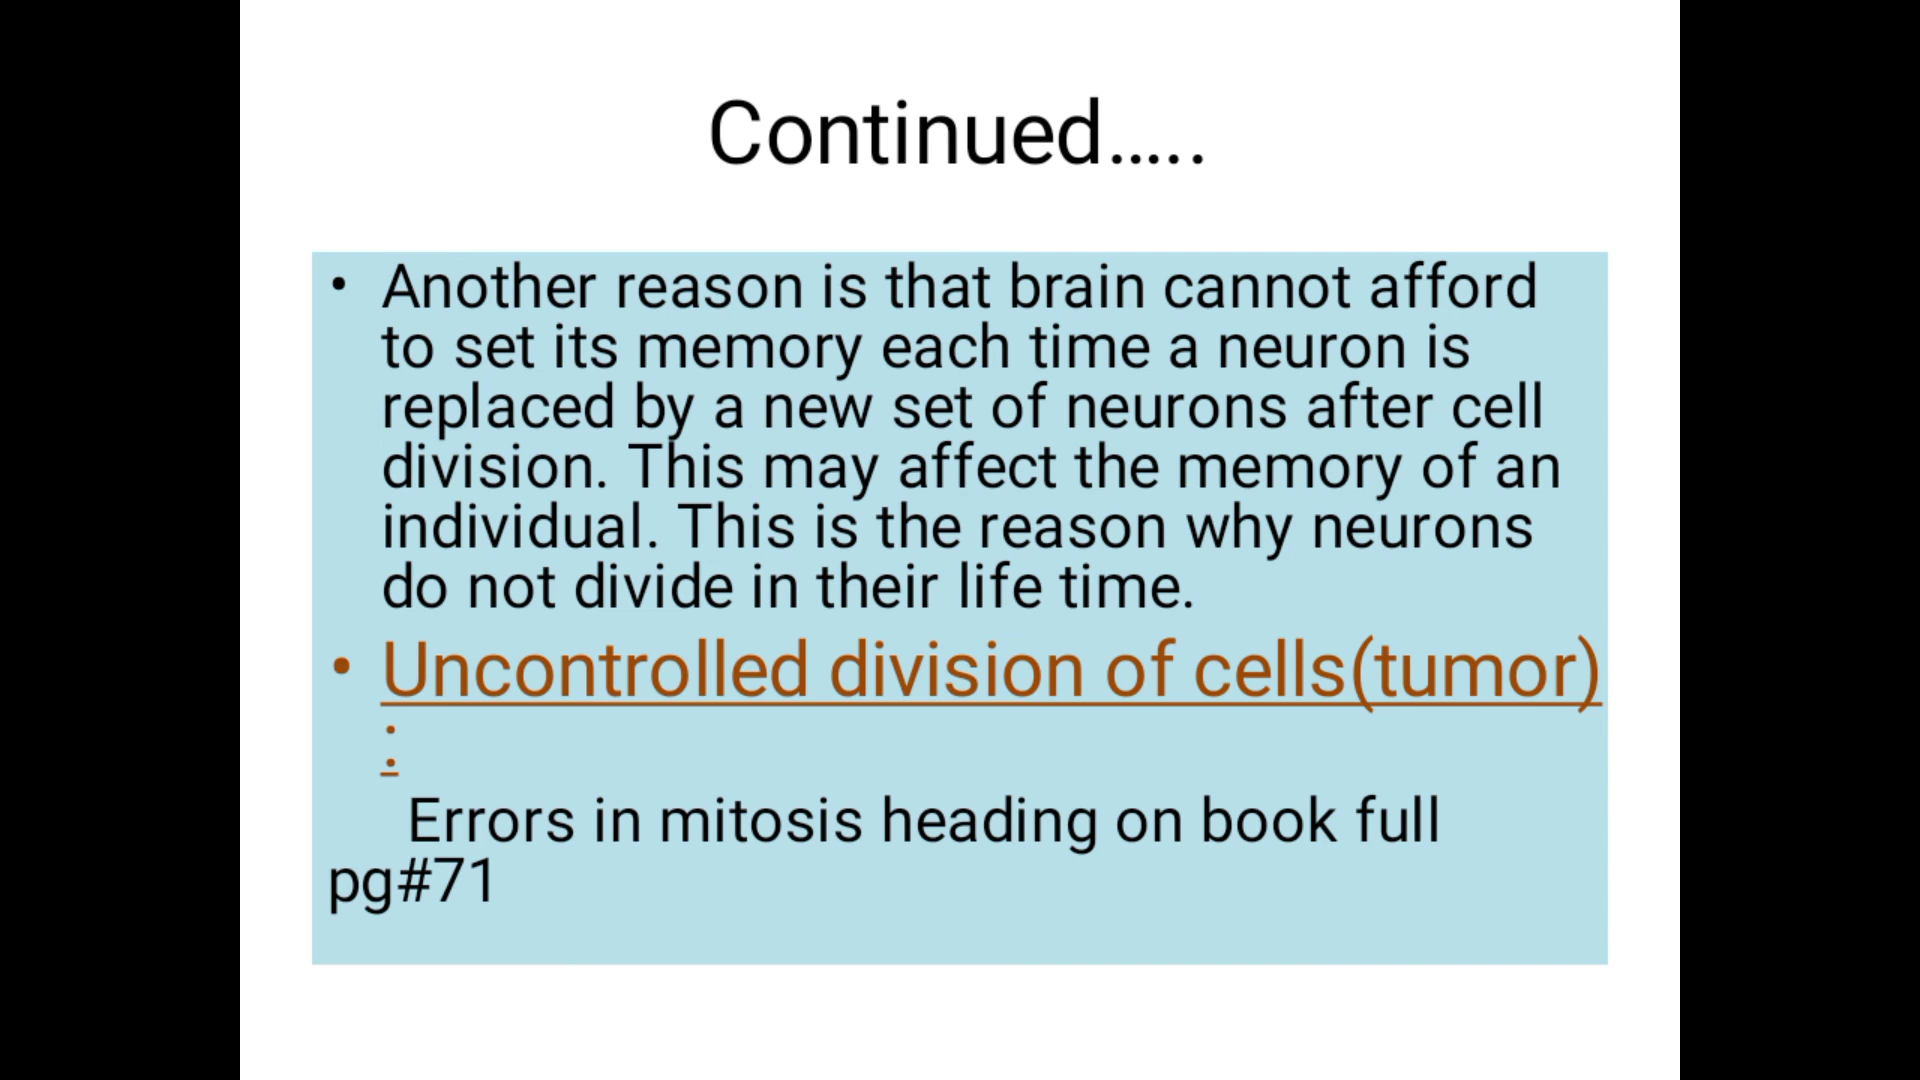 Continued…..
• Another reason is that brain cannot afford
to set its memory each time a neuron is
replaced by a new set of neurons after cell
division. This may affect the memory of an
individual. This is the reason why neurons
do not divide in their life time.
• Uncontrolled division of cells(tumor)
:
Errors in mitosis heading on book full
pg#71